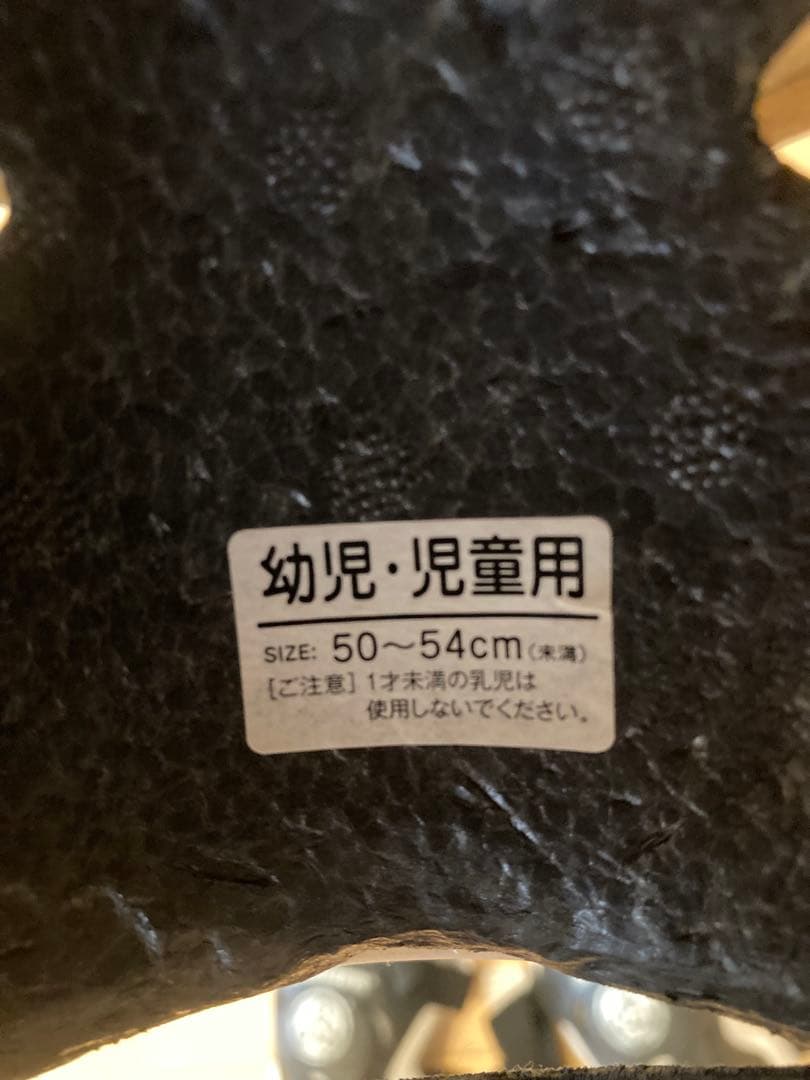 幼児・児童用
SIZE: 50～54cm(未満)
[ご注意] 1才未満の乳児は
使用しないでください。